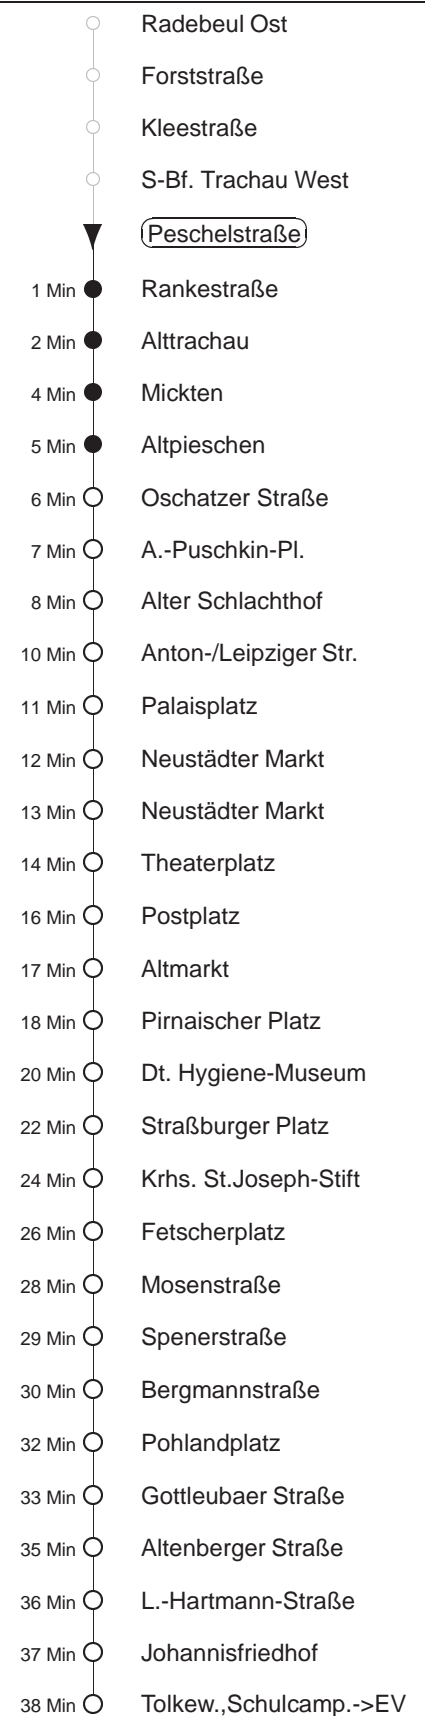 Radebeul Ost
Forststraße
Kleestraße
S-Bf. Trachau West
Peschelstraße
1 Min Rankestraße
2 Min Alttrachau
4 Min Mickten
5 Min Altpieschen
6 Min Oschatzer Straße
7 Min A.-Puschkin-Pl.
8 Min Alter Schlachthof
10 Min Anton-/Leipziger Str.
11 Min Palaisplatz
12 Min Neustädter Markt
13 Min Neustädter Markt
14 Min Theaterplatz
16 Min Postplatz
17 Min Altmarkt
18 Min Pirnaischer Platz
20 Min Dt. Hygiene-Museum
22 Min Straßburger Platz
24 Min Krhs. St.Joseph-Stift
26 Min Fetscherplatz
28 Min Mosenstraße
29 Min Spenerstraße
30 Min Bergmannstraße
32 Min Pohlandplatz
33 Min Gottleubaer Straße
35 Min Altenberger Straße
36 Min L.-Hartmann-Straße
37 Min Johannisfriedhof
38 Min Tolkew.,Schulcamp.->EV